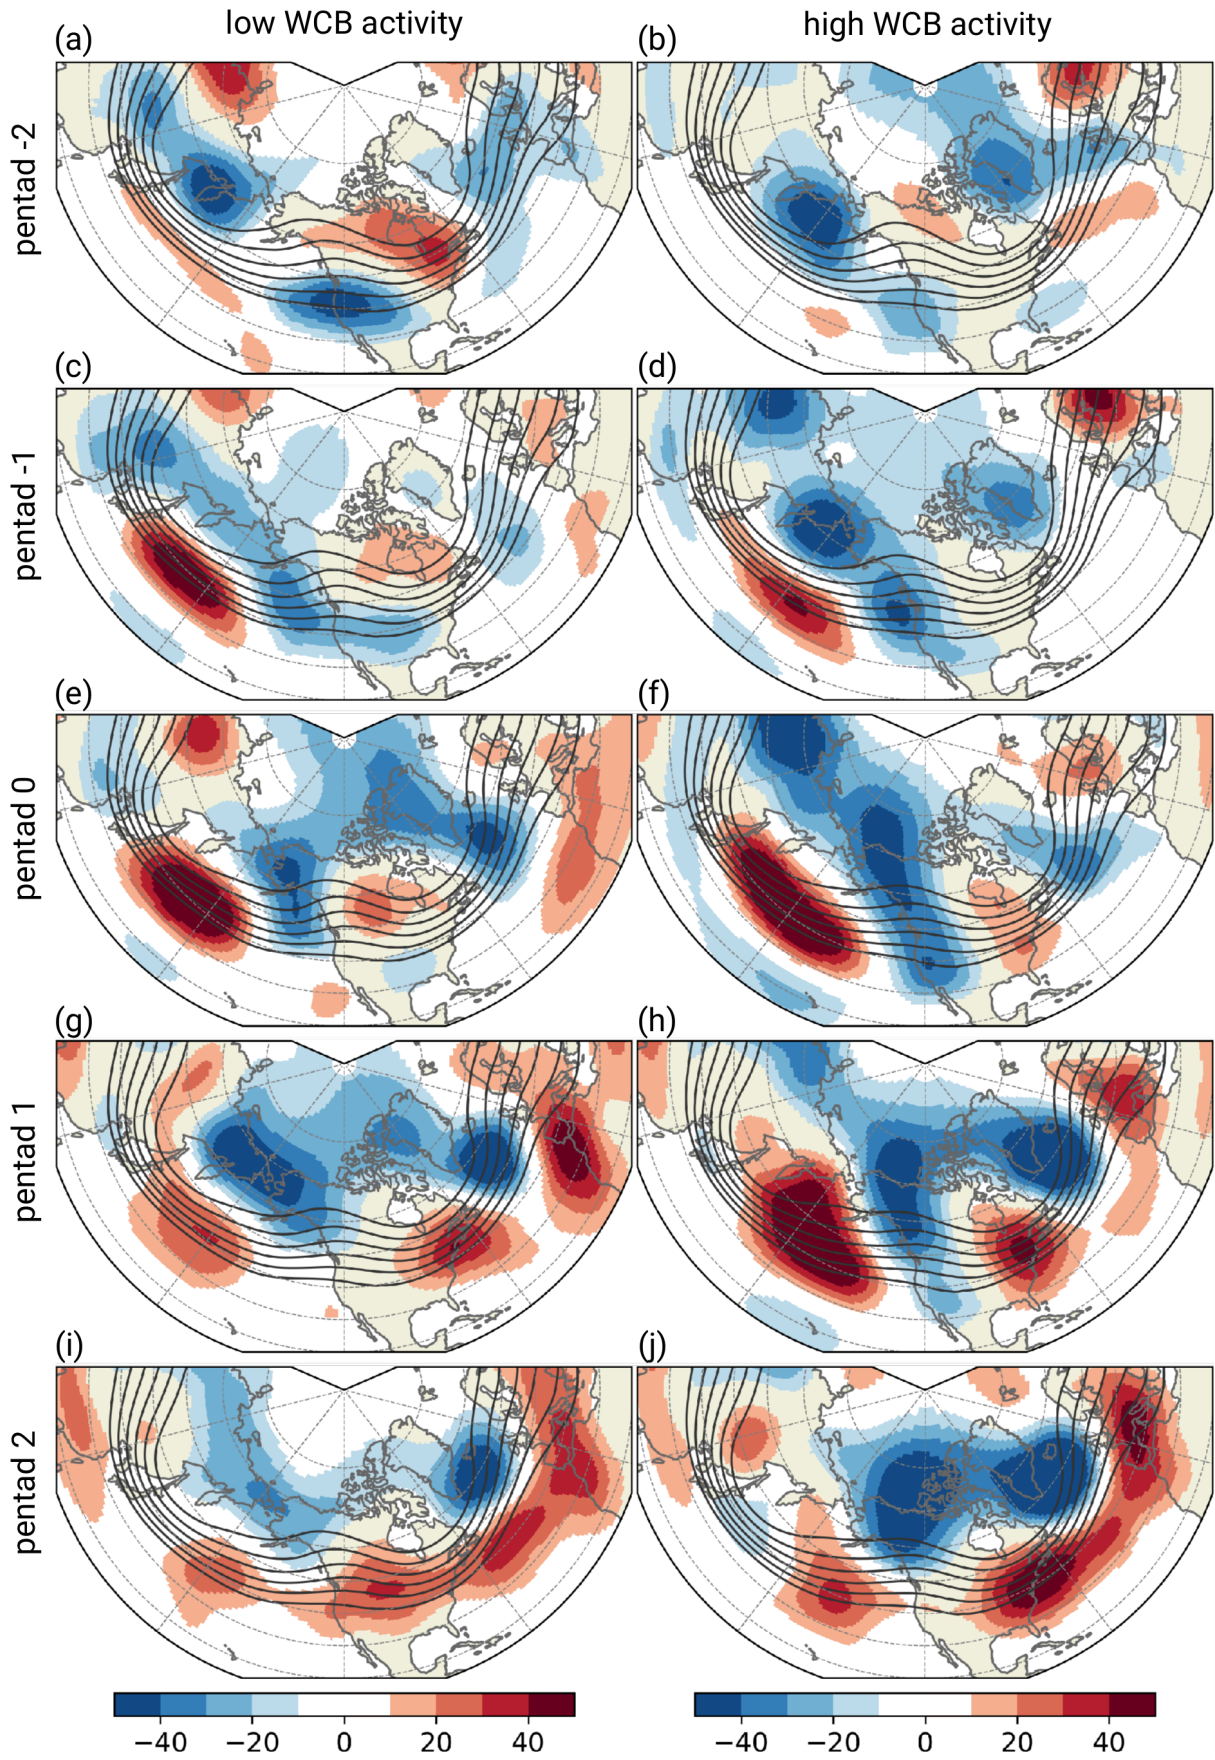 low WCB activity
high WCB activity
(a)
(b)
pentad -2
(c)
(d)
pentad -1
(e)
(f)
pentad 0
(g)
(h)
pentad 1
(i)
(j)
pentad 2
−40 −20 0 20 40
−40 −20 0 20 40